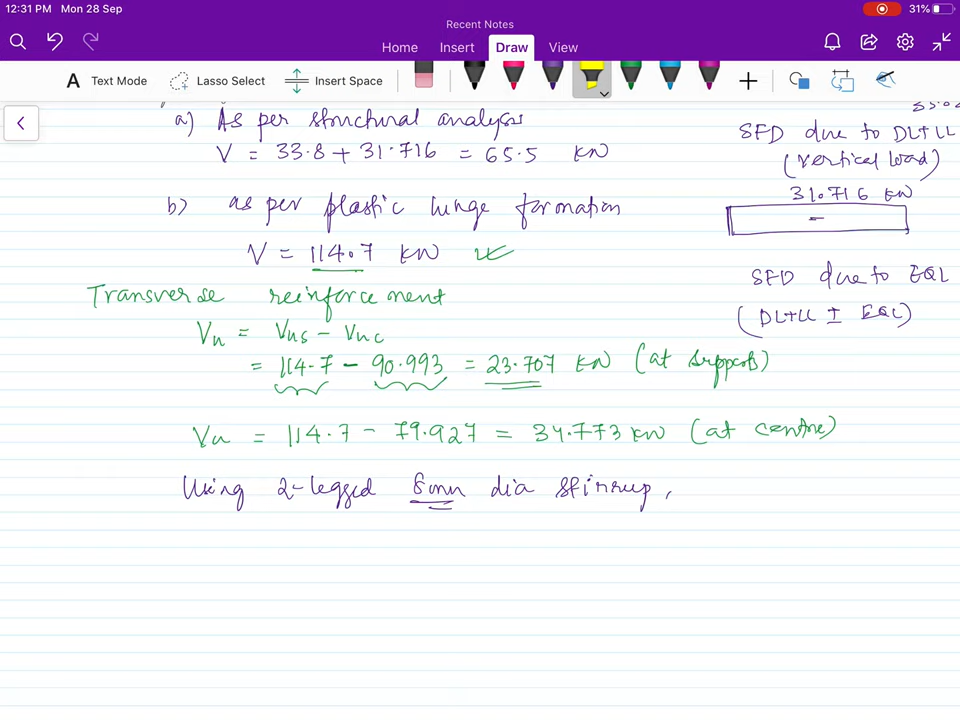 12:31 PM Mon 28 Sep
31%
Recent Notes
Home Insert Draw View
Text Mode Lasso Select Insert Space
a) As per structural analysis
V = 33.8 + 31.716 = 65.5 KN
b) as per plastic hinge formation
V = 114.7 KN
Transverse reinforcement
Vu = Vus - Vuc
= 114.7 - 90.993 = 23.707 KN (at supports)
Vu = 114.7 - 79.927 = 34.773 KN (at centre)
Using 2-legged 8mm dia stirrup,
SFD due to DL+LL
(vertical load)
31.716 KN
-
SFD due to EQL
(DL+LL ± EQL)